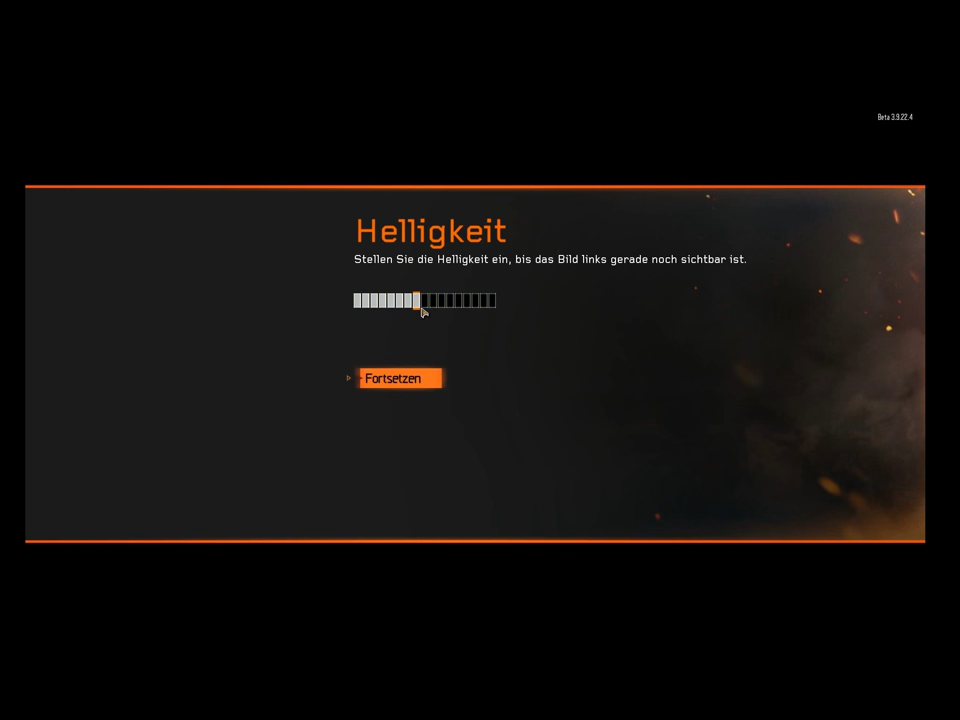 Beta 3.9.22.4
Helligkeit
Stellen Sie die Helligkeit ein, bis das Bild links gerade noch sichtbar ist.
Fortsetzen